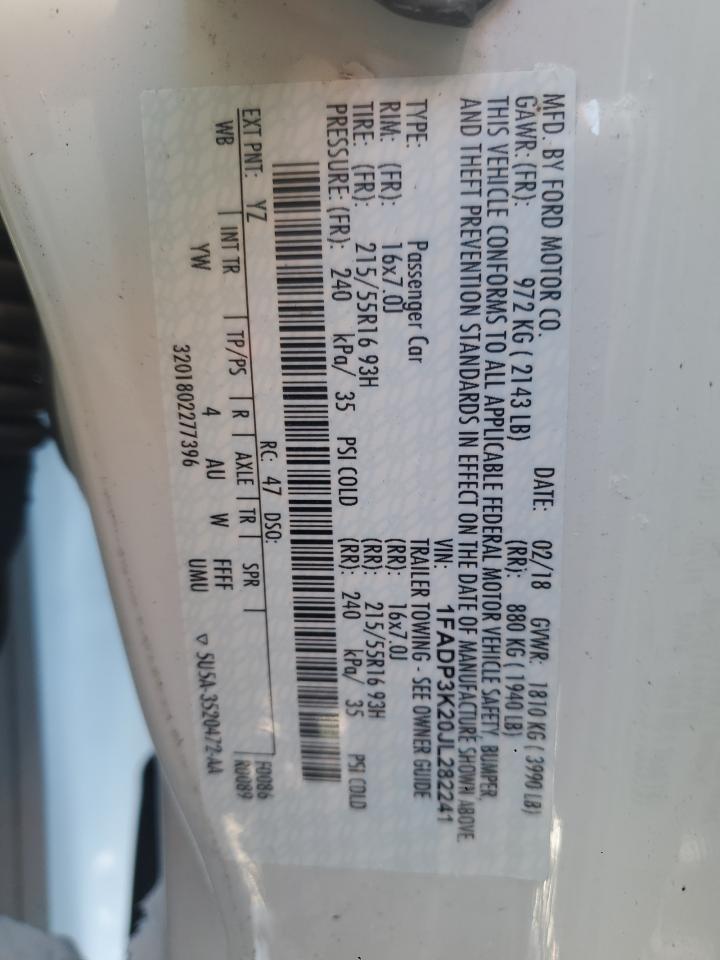 MFD. BY FORD MOTOR CO. DATE: 02/18 GVWR: 1810 KG ( 3990 LB)
GAWR: (FR): 972 KG ( 2143 LB) (RR): 880 KG ( 1940 LB)
THIS VEHICLE CONFORMS TO ALL APPLICABLE FEDERAL MOTOR VEHICLE SAFETY, BUMPER,
AND THEFT PREVENTION STANDARDS IN EFFECT ON THE DATE OF MANUFACTURE SHOWN ABOVE.
VIN: 1FADP3K20JL282241
TYPE: Passenger Car TRAILER TOWING - SEE OWNER GUIDE
RIM: (FR): 16x7.0J (RR): 16x7.0J
TIRE: (FR): 215/55R16 93H (RR): 215/55R16 93H
PRESSURE: (FR): 240 kPa/ 35 PSI COLD (RR): 240 kPa/ 35 PSI COLD
EXT PNT: YZ RC: 47 DSO: F0086
WB | INT TR | TP/PS | R | AXLE | TR | SPR | R0089
YW 4 AU W FFFF
3201802277396 UMU ▽ 5U5A-3520472-AA